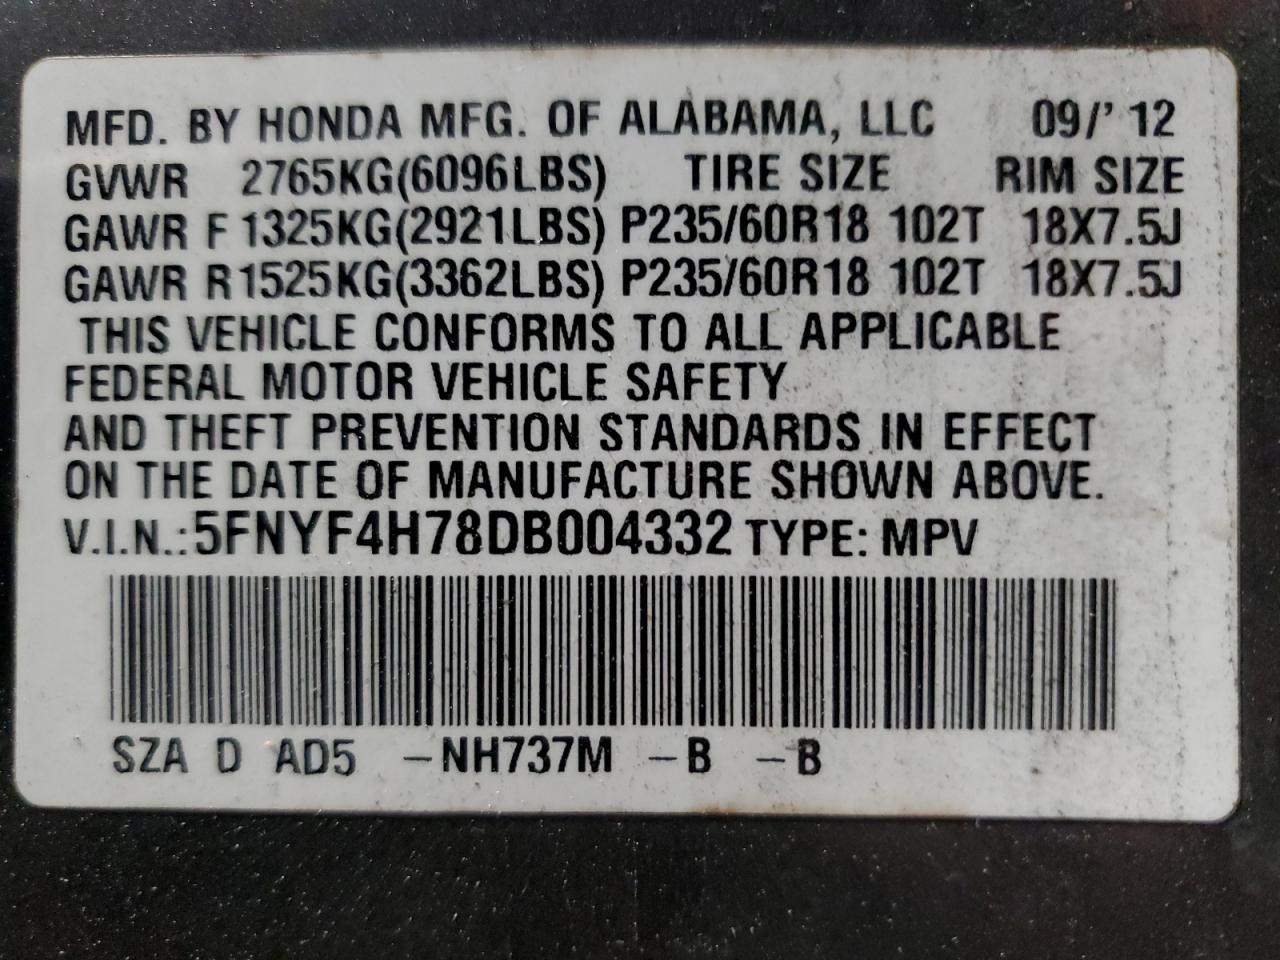 MFD. BY HONDA MFG. OF ALABAMA, LLC 09/' 12
GVWR 2765KG(6096LBS) TIRE SIZE RIM SIZE
GAWR F 1325KG(2921LBS) P235/60R18 102T 18X7.5J
GAWR R 1525KG(3362LBS) P235/60R18 102T 18X7.5J
THIS VEHICLE CONFORMS TO ALL APPLICABLE
FEDERAL MOTOR VEHICLE SAFETY
AND THEFT PREVENTION STANDARDS IN EFFECT
ON THE DATE OF MANUFACTURE SHOWN ABOVE.
V.I.N.:5FNYF4H78DB004332 TYPE: MPV
SZA D AD5 -NH737M -B -B